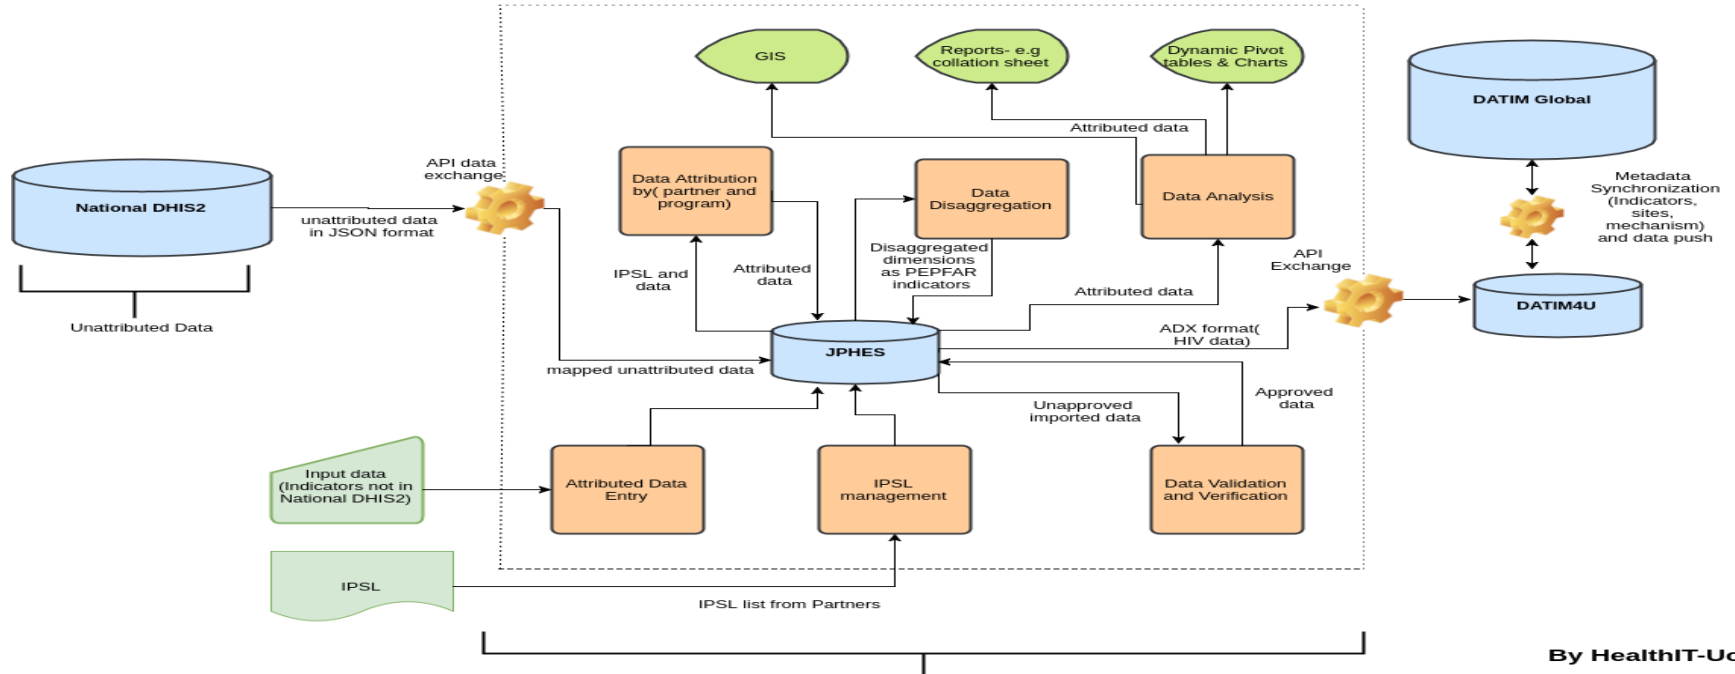 GIS
Reports- e.g
collation sheet
Dynamic Pivot
tables & Charts
DATIM Global
Attributed data
API data
exchange
National DHIS2
unattributed data
in JSON format
Unattributed Data
Data Attribution
by( partner and
program)
Data
Disaggregation
Data Analysis
Metadata
Synchronization
(Indicators,
sites,
mechanism)
and data push
IPSL and
data
Attributed
data
Disaggregated
dimensions
as PEPFAR
indicators
Attributed data
API
Exchange
DATIM4U
ADX format(
HIV data)
JPHES
mapped unattributed data
Unapproved
imported data
Approved
data
Input data
(Indicators not in
National DHIS2)
Attributed Data
Entry
IPSL
management
Data Validation
and Verification
IPSL
IPSL list from Partners
By HealthIT-